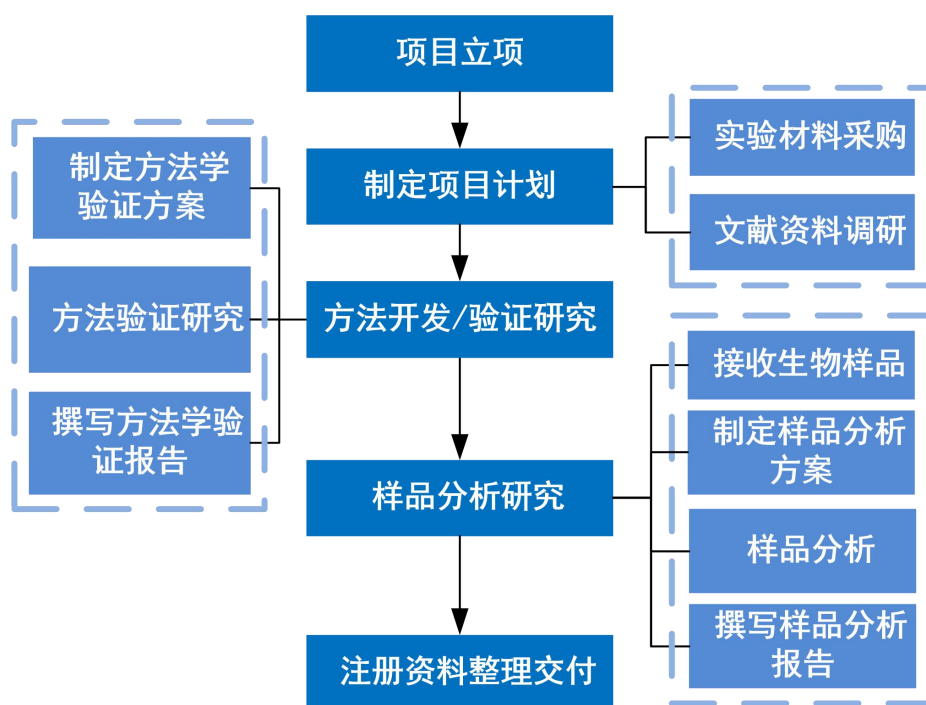 项目立项
制定项目计划
实验材料采购
文献资料调研
方法开发/验证研究
制定方法学
验证方案
方法验证研究
撰写方法学验
证报告
样品分析研究
接收生物样品
制定样品分析
方案
样品分析
撰写样品分析
报告
注册资料整理交付